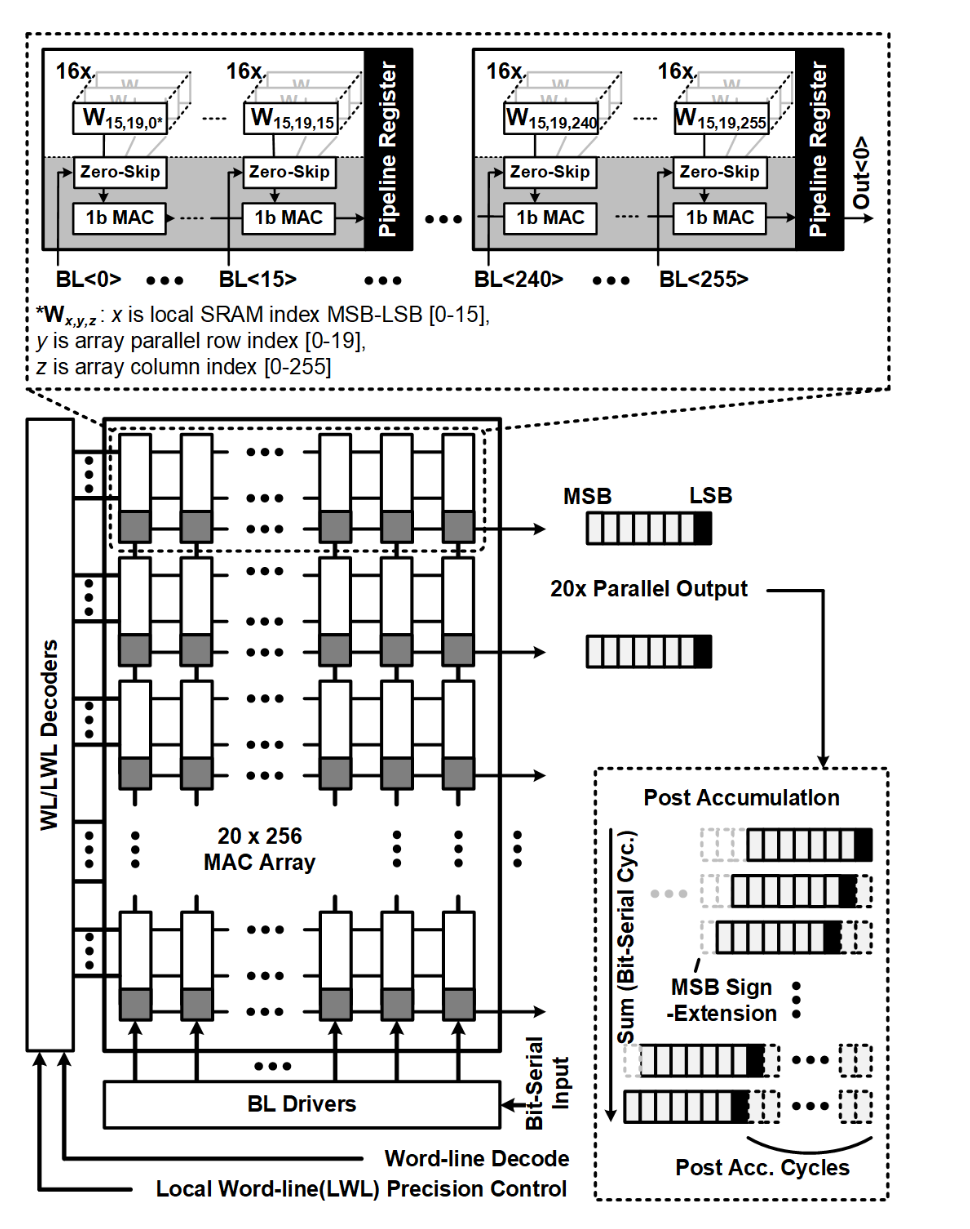 16x
16x
16x
16x
W
W
W
W
W
W
W
W
W15,19,0*
W15,19,15
W15,19,240
W15,19,255
Zero-Skip
Zero-Skip
Zero-Skip
Zero-Skip
1b MAC
1b MAC
1b MAC
1b MAC
Pipeline Register
Pipeline Register
Out<0>
BL<0>
BL<15>
BL<240>
BL<255>
*Wx,y,z : x is local SRAM index MSB-LSB [0-15],
y is array parallel row index [0-19],
z is array column index [0-255]
WL/LWL Decoders
MSB
LSB
20x Parallel Output
20 x 256
MAC Array
Post Accumulation
Sum (Bit-Serial Cyc.)
MSB Sign
-Extension
Post Acc. Cycles
BL Drivers
Bit-Serial
Input
Word-line Decode
Local Word-line(LWL) Precision Control